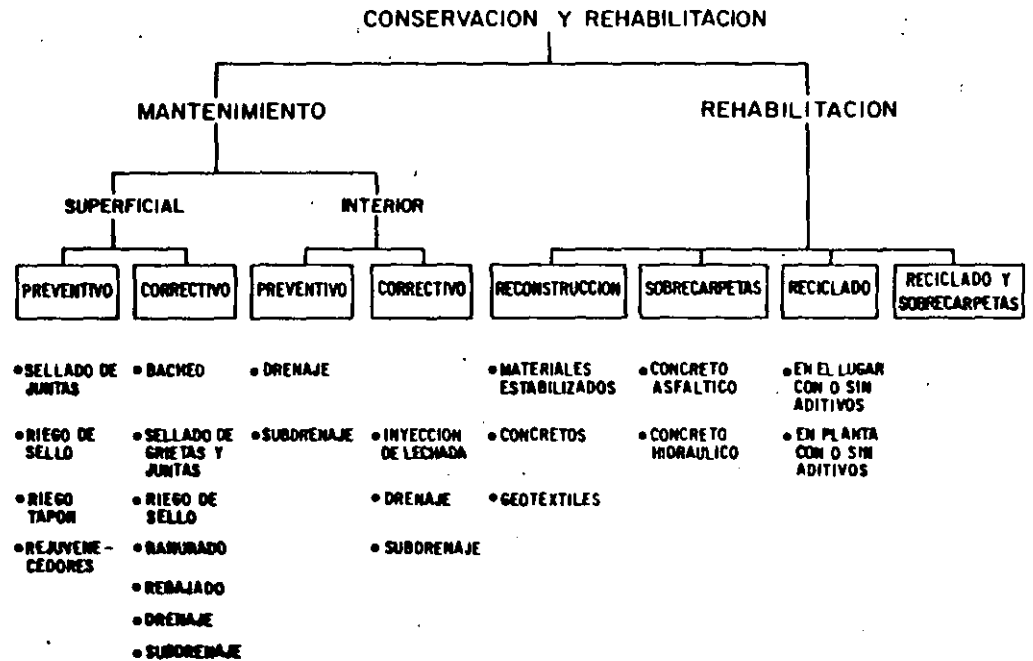 CONSERVACION Y REHABILITACION
MANTENIMIENTO
REHABILITACION
SUPERFICIAL
INTERIOR
PREVENTIVO
CORRECTIVO
PREVENTIVO
CORRECTIVO
RECONSTRUCCION
SOBRECARPETAS
RECICLADO
RECICLADO Y
SOBRECARPETAS
• SELLADO DE
JUNTAS
• RIEGO DE
SELLO
• RIEGO
TAPON
• REJUVENE-
CEDORES
• BACHEO
• SELLADO DE
GRIETAS Y
JUNTAS
• RIEGO DE
SELLO
• RANURADO
• REBAJADO
• DRENAJE
• SUBDRENAJE
• DRENAJE
• SUBDRENAJE
• INYECCION
DE LECHADA
• DRENAJE
• SUBDRENAJE
• MATERIALES
ESTABILIZADOS
• CONCRETOS
• GEOTEXTILES
• CONCRETO
ASFALTICO
• CONCRETO
HIDRAULICO
• EN EL LUGAR
CON O SIN
ADITIVOS
• EN PLANTA
CON O SIN
ADITIVOS